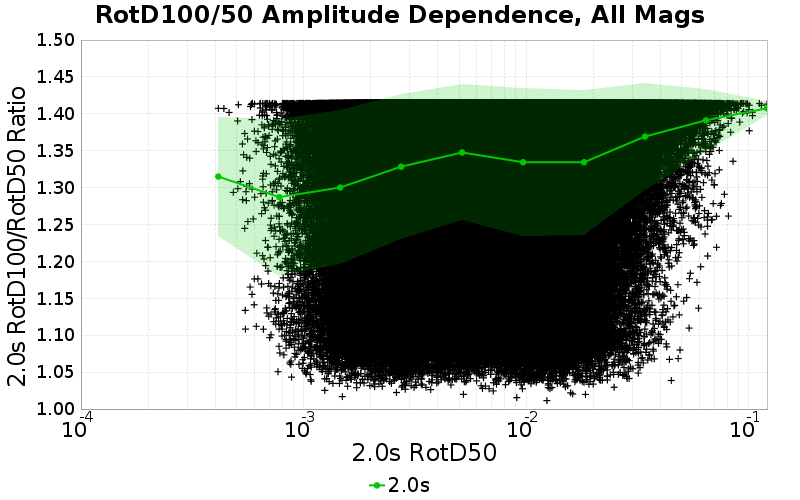 RotD100/50 Amplitude Dependence, All Mags
2.0s RotD100/RotD50 Ratio
1.50
1.45
1.40
1.35
1.30
1.25
1.20
1.15
1.10
1.05
1.00
10^-4 10^-3 10^-2 10^-1
2.0s RotD50
2.0s